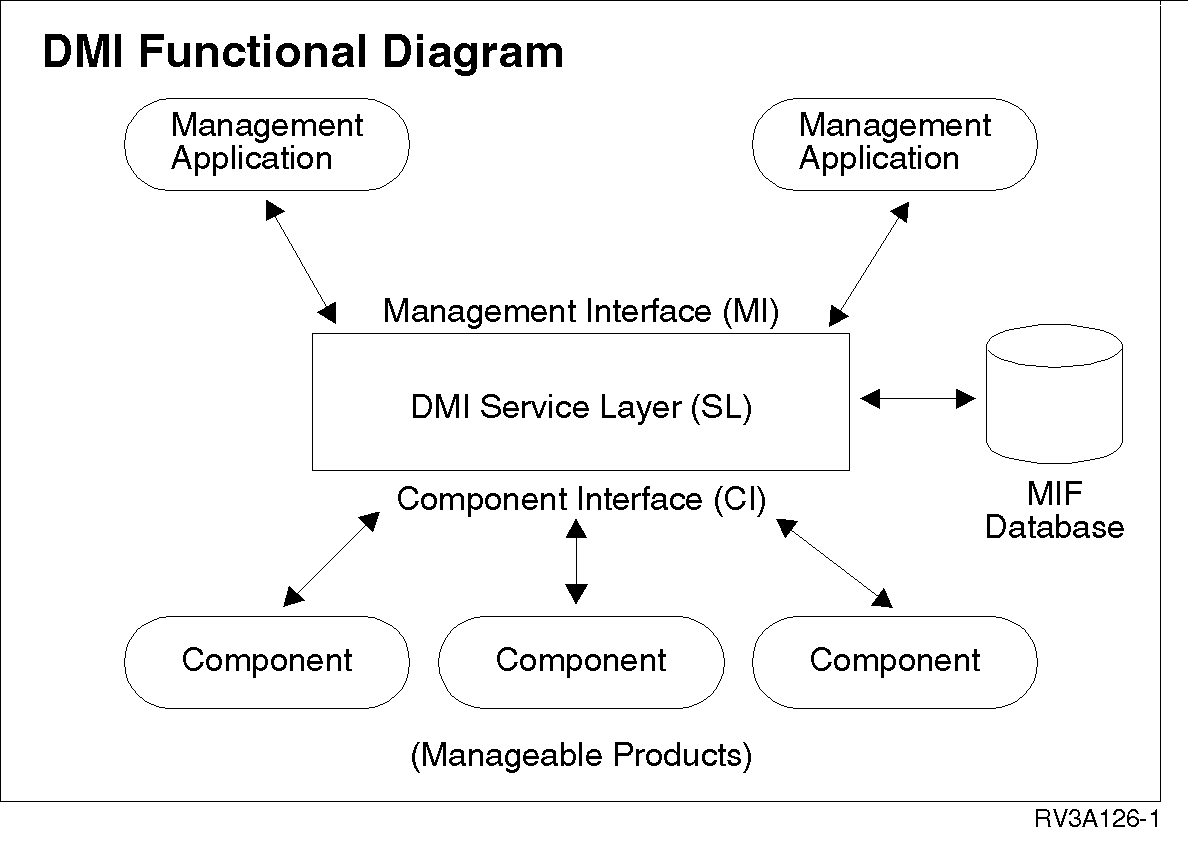 DMI Functional Diagram
Management
Application
Management
Application
Management Interface (MI)
DMI Service Layer (SL)
Component Interface (CI)
MIF
Database
Component
Component
Component
(Manageable Products)
RV3A126-1